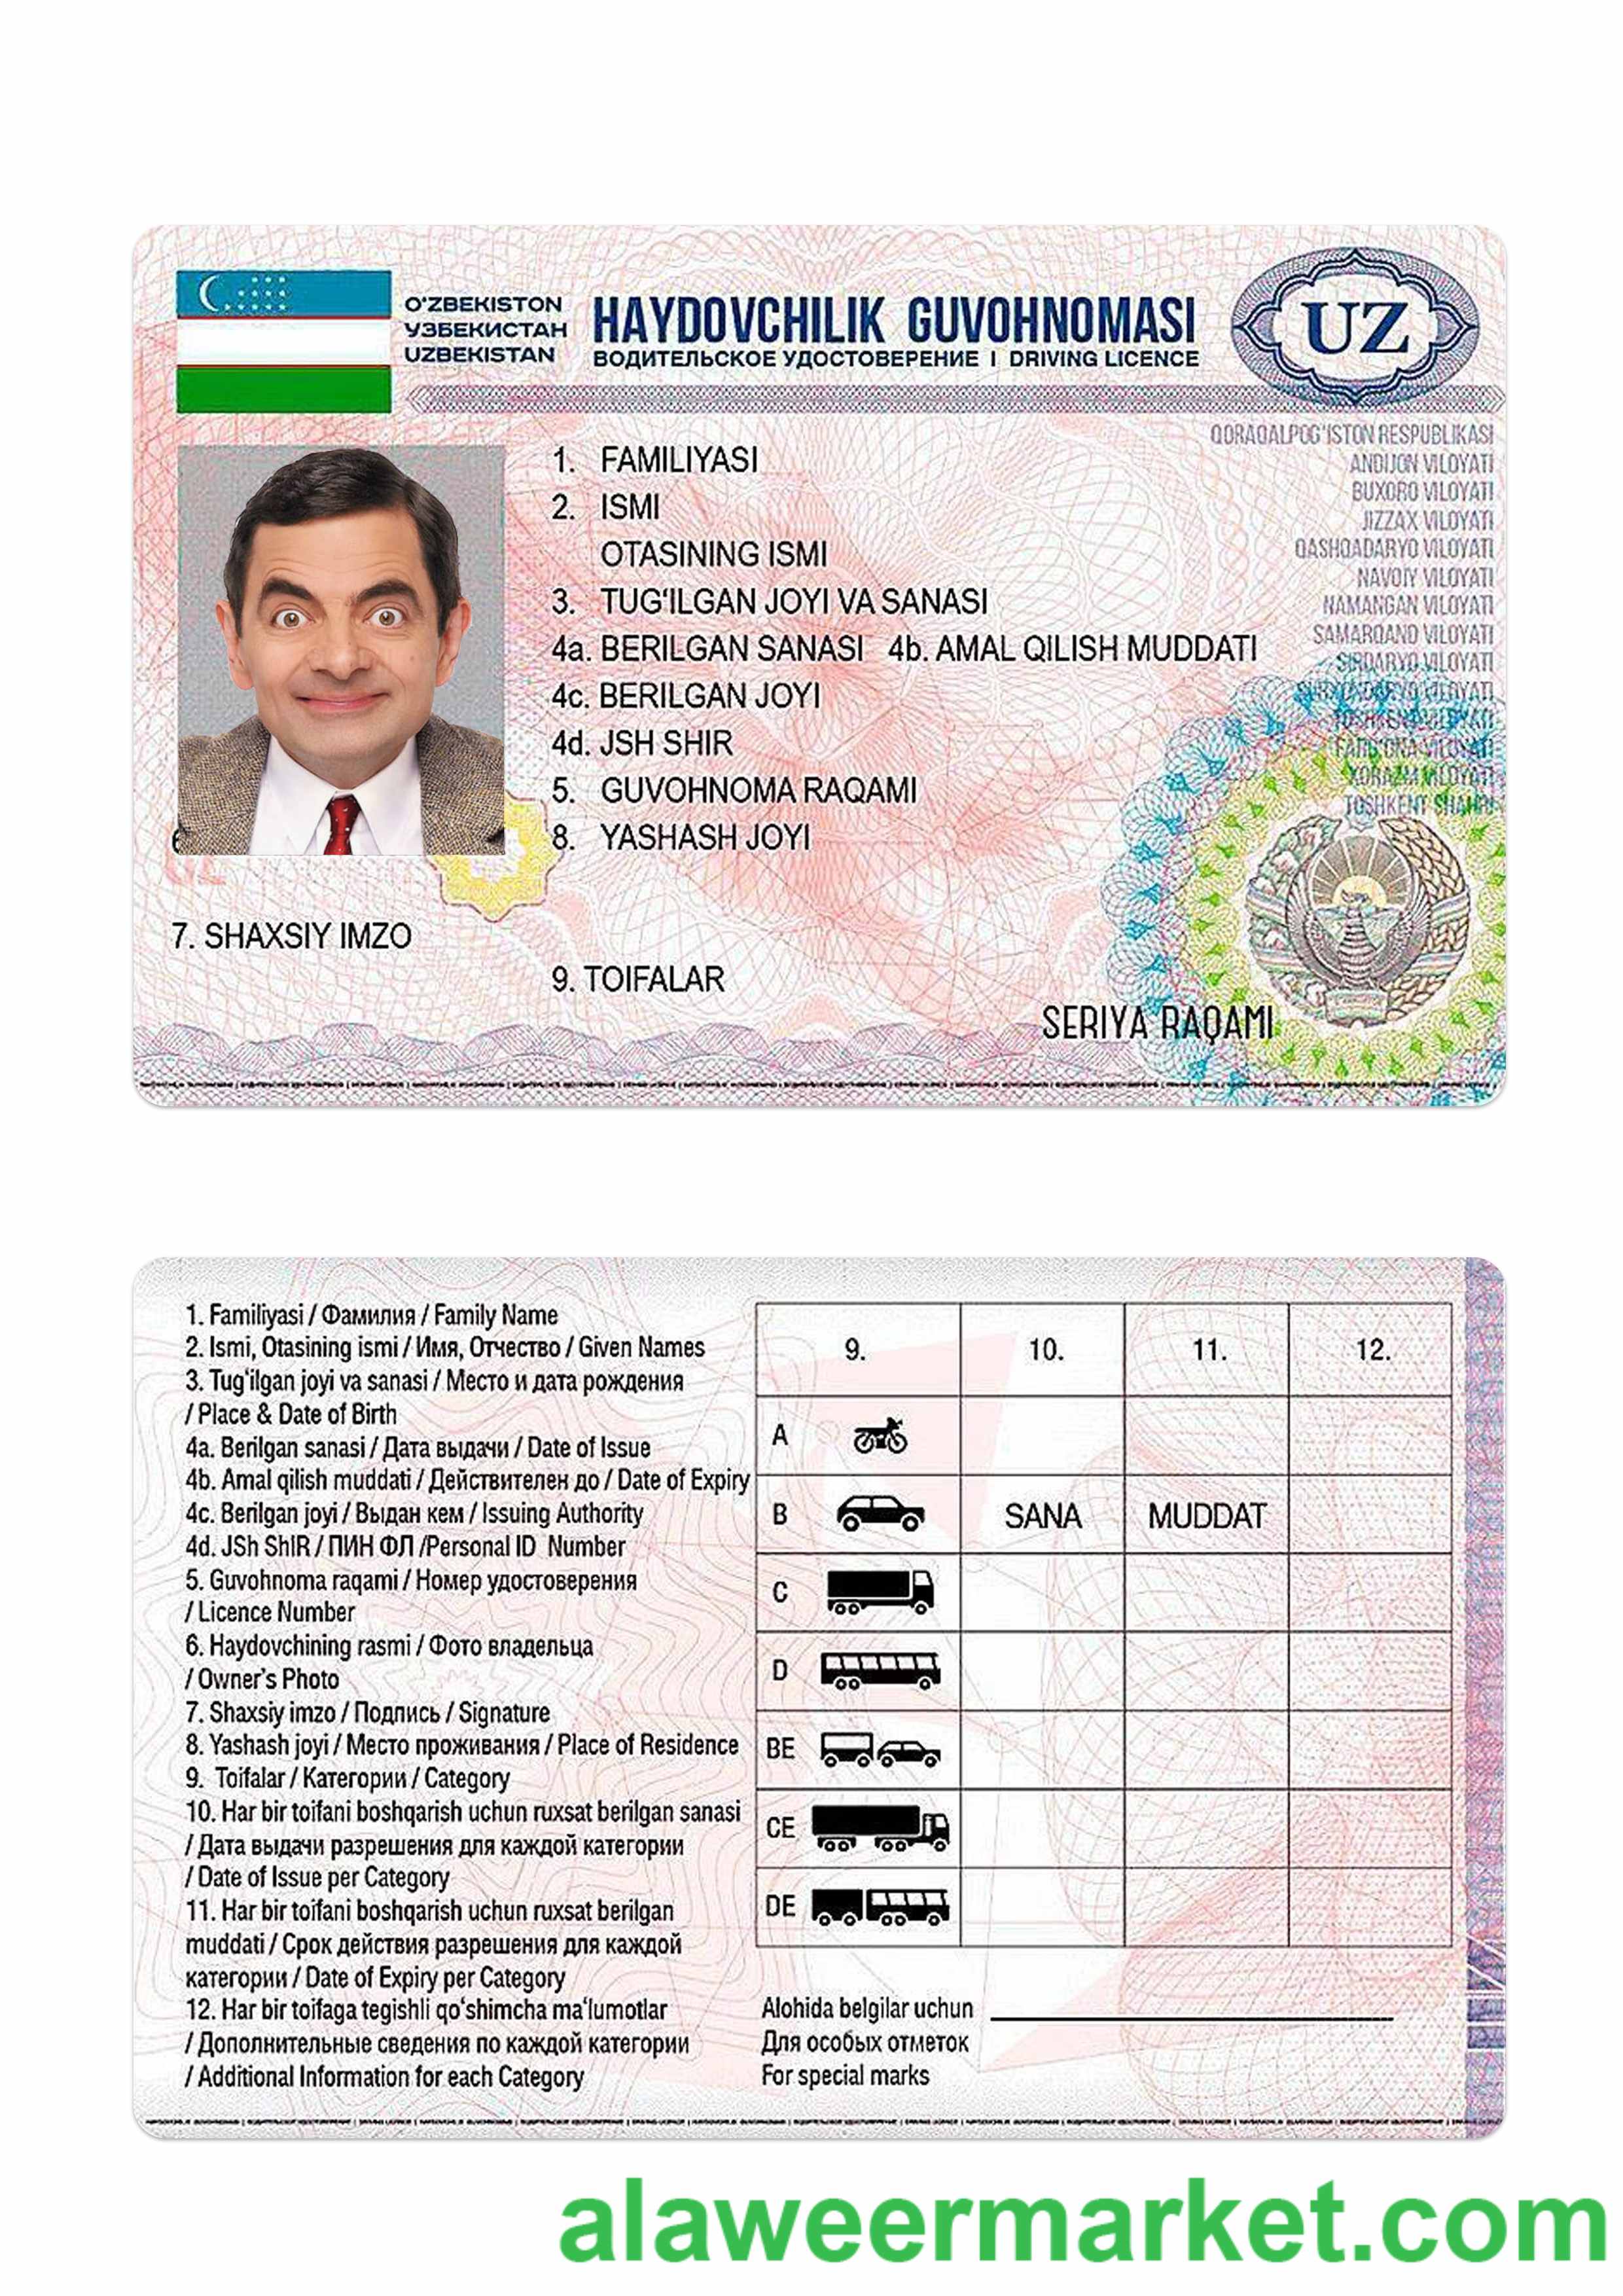 O'ZBEKISTON
УЗБЕКИСТАН
UZBEKISTAN
HAYDOVCHILIK GUVOHNOMASI
ВОДИТЕЛЬСКОЕ УДОСТОВЕРЕНИЕ | DRIVING LICENCE
UZ
QORAQALPOG'ISTON RESPUBLIKASI
ANDIJON VILOYATI
BUXORO VILOYATI
JIZZAX VILOYATI
QASHQADARYO VILOYATI
NAVOIY VILOYATI
NAMANGAN VILOYATI
SAMARQAND VILOYATI
SIRDARYO VILOYATI
SURXONDARYO VILOYATI
TOSHKENT VILOYATI
FARG'ONA VILOYATI
XORAZM VILOYATI
TOSHKENT SHAHRI
1. FAMILIYASI
2. ISMI
OTASINING ISMI
3. TUG‘ILGAN JOYI VA SANASI
4a. BERILGAN SANASI 4b. AMAL QILISH MUDDATI
4c. BERILGAN JOYI
4d. JSH SHIR
5. GUVOHNOMA RAQAMI
8. YASHASH JOYI
7. SHAXSIY IMZO
9. TOIFALAR
SERIYA RAQAMI
1. Familiyasi / Фамилия / Family Name
2. Ismi, Otasining ismi / Имя, Отчество / Given Names
3. Tug‘ilgan joyi va sanasi / Место и дата рождения
/ Place & Date of Birth
4a. Berilgan sanasi / Дата выдачи / Date of Issue
4b. Amal qilish muddati / Действителен до / Date of Expiry
4c. Berilgan joyi / Выдан кем / Issuing Authority
4d. JSh ShIR / ПИН ФЛ /Personal ID Number
5. Guvohnoma raqami / Номер удостоверения
/ Licence Number
6. Haydovchining rasmi / Фото владельца
/ Owner's Photo
7. Shaxsiy imzo / Подпись / Signature
8. Yashash joyi / Место проживания / Place of Residence
9. Toifalar / Категории / Category
10. Har bir toifani boshqarish uchun ruxsat berilgan sanasi
/ Дата выдачи разрешения для каждой категории
/ Date of Issue per Category
11. Har bir toifani boshqarish uchun ruxsat berilgan
muddati / Срок действия разрешения для каждой
категории / Date of Expiry per Category
12. Har bir toifaga tegishli qo‘shimcha ma‘lumotlar
/ Дополнительные сведения по каждой категории
/ Additional Information for each Category
9. 10. 11. 12.
A
B SANA MUDDAT
C
D
BE
CE
DE
Alohida belgilar uchun
Для особых отметок
For special marks
alaweermarket.com